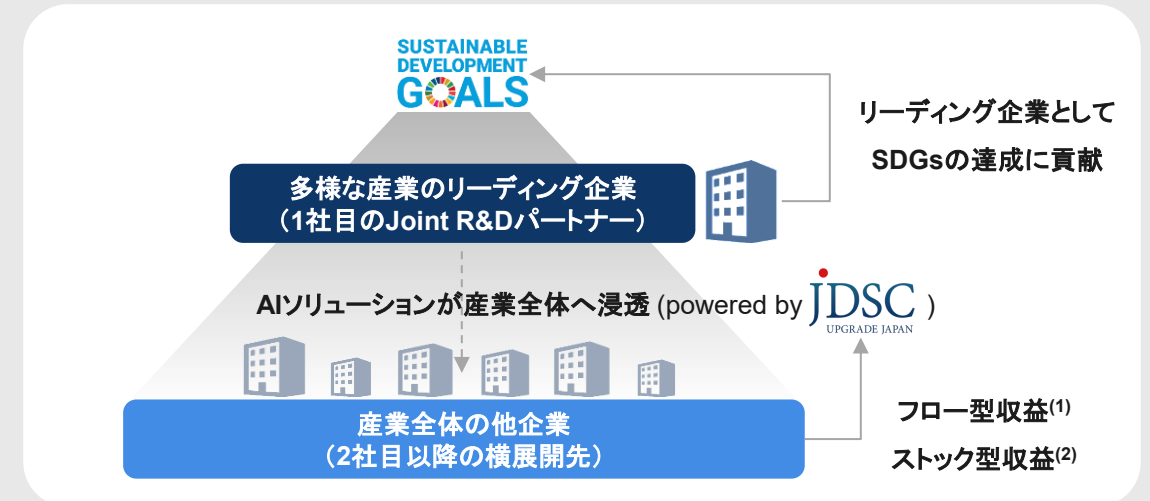 SUSTAINABLE
DEVELOPMENT
GOALS
リーディング企業として
SDGsの達成に貢献
多様な産業のリーディング企業
（1社目のJoint R&Dパートナー）
AIソリューションが産業全体へ浸透 (powered by JDSC )
UPGRADE JAPAN
産業全体の他企業
（2社目以降の横展開先）
フロー型収益(1)
ストック型収益(2)